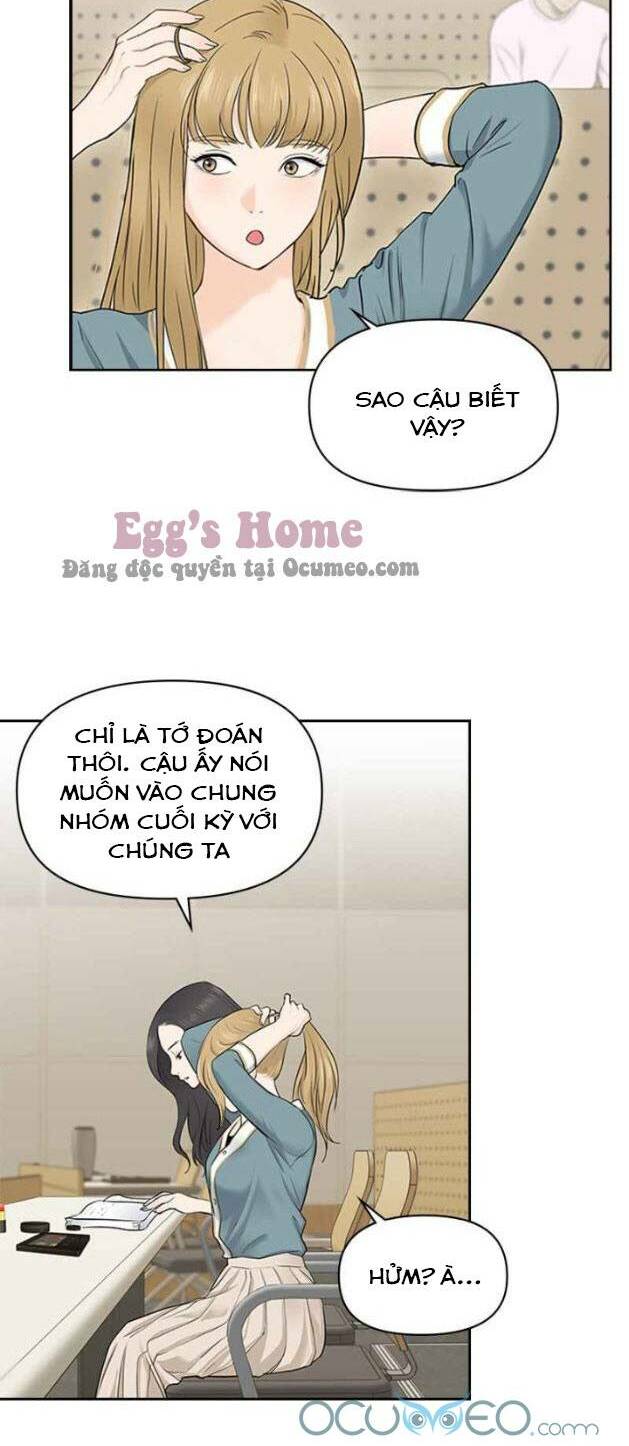 SAO CẬU BIẾT
VẬY?
Egg's Home
Đăng độc quyền tại Ocumeo.com
CHỈ LÀ TỚ ĐOÁN
THÔI. CẬU ẤY NÓI
MUỐN VÀO CHUNG
NHÓM CUỐI KỲ VỚI
CHÚNG TA
HỬM? À...
OCUMEO.com